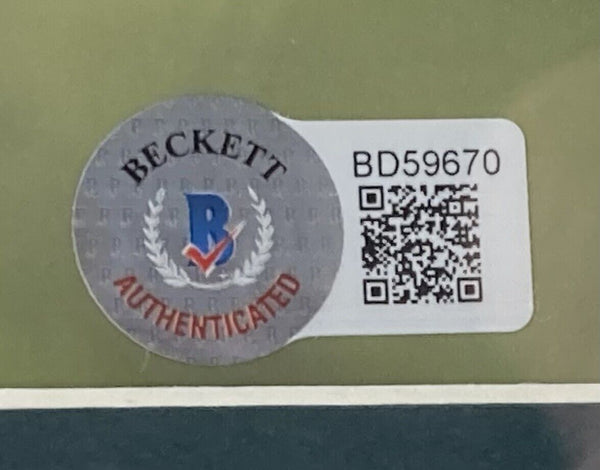 BECKETT
B
AUTHENTICATED
BD59670